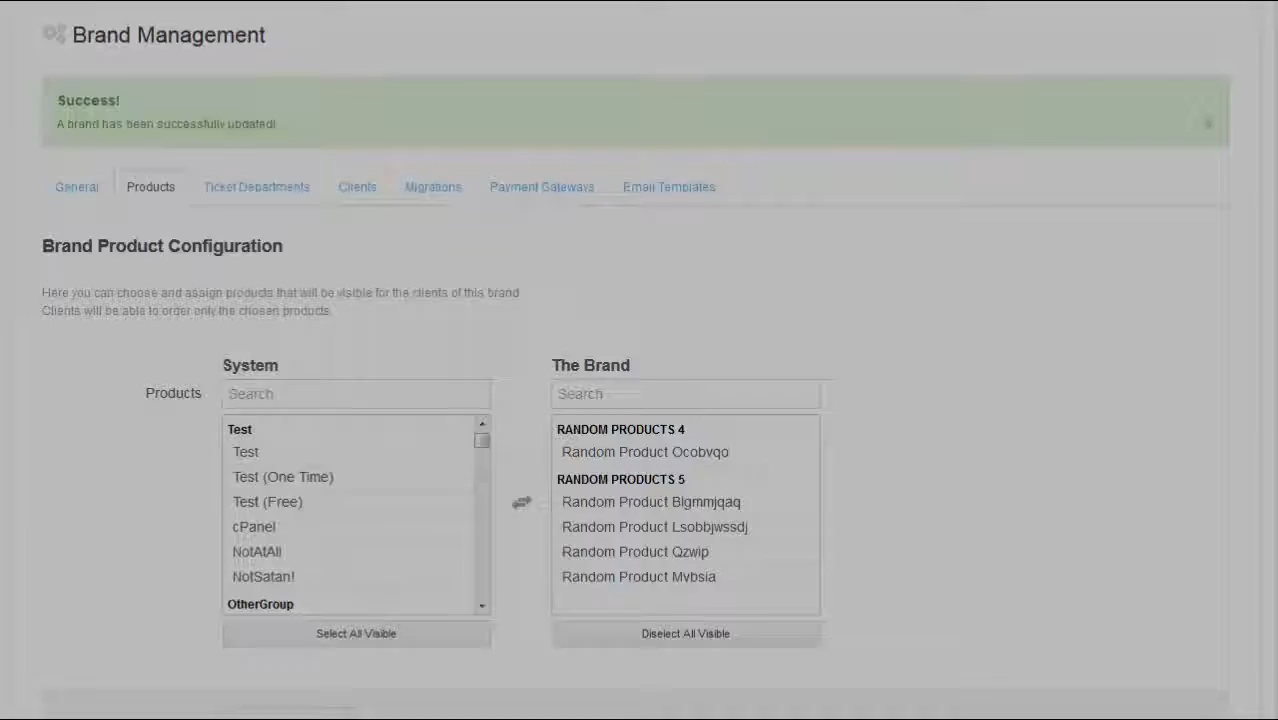 Brand Management
Success!
A brand has been successfully updated!
General Products Ticket Departments Clients Migrations Payment Gateways Email Templates
Brand Product Configuration
Here you can choose and assign products that will be visible for the clients of this brand
Clients will be able to order only the chosen products.
System The Brand
Products Search Search
Test
Test
Test (One Time)
Test (Free)
cPanel
NotAtAll
NotSatan!
OtherGroup
RANDOM PRODUCTS 4
Random Product Ocobvqo
RANDOM PRODUCTS 5
Random Product Blgmmjqaq
Random Product Lsobbjwssdj
Random Product Qzwip
Random Product Mvbsia
Select All Visible Diselect All Visible